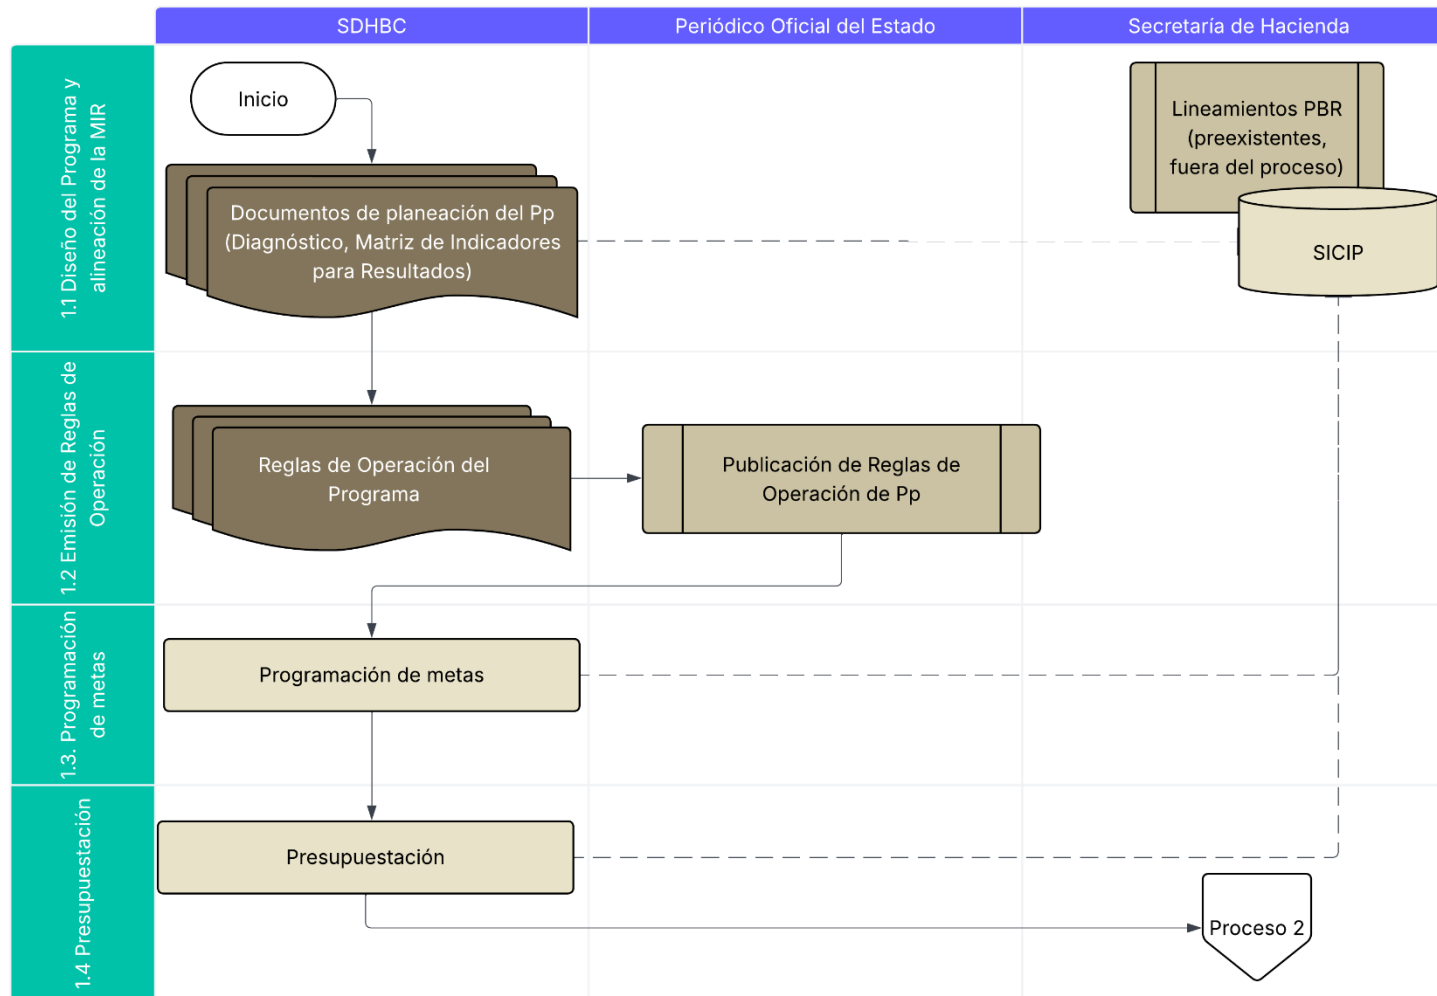 SDHBC
Periódico Oficial del Estado
Secretaría de Hacienda
1.1 Diseño del Programa y
alineación de la MIR
Inicio
Lineamientos PBR
(preexistentes,
fuera del proceso)
Documentos de planeación del Pp
(Diagnóstico, Matriz de Indicadores
para Resultados)
SICIP
1.2 Emisión de Reglas de
Operación
Reglas de Operación del
Programa
Publicación de Reglas de
Operación de Pp
1.3. Programación
de metas
Programación de metas
1.4 Presupuestación
Presupuestación
Proceso 2